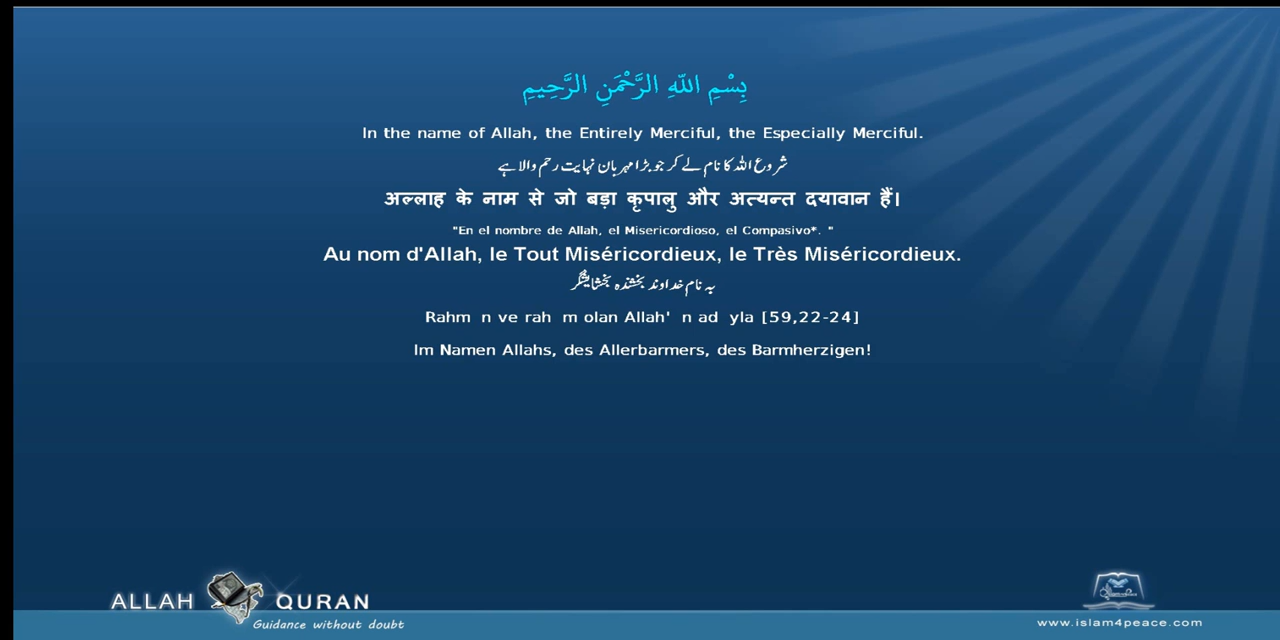 بِسْمِ اللَّهِ الرَّحْمَنِ الرَّحِيمِ
In the name of Allah, the Entirely Merciful, the Especially Merciful.
شروع اللہ کا نام لے کر جو بڑا مہربان نہایت رحم والا ہے
अल्लाह के नाम से जो बड़ा कृपालु और अत्यन्त दयावान हैं।
"En el nombre de Allah, el Misericordioso, el Compasivo*. "
Au nom d'Allah, le Tout Miséricordieux, le Très Miséricordieux.
به نام خداوند بخشنده بخشایشگر
Rahm n ve rah m olan Allah' n ad yla [59,22-24]
Im Namen Allahs, des Allerbarmers, des Barmherzigen!
ALLAH QURAN
Guidance without doubt
www.islam4peace.com